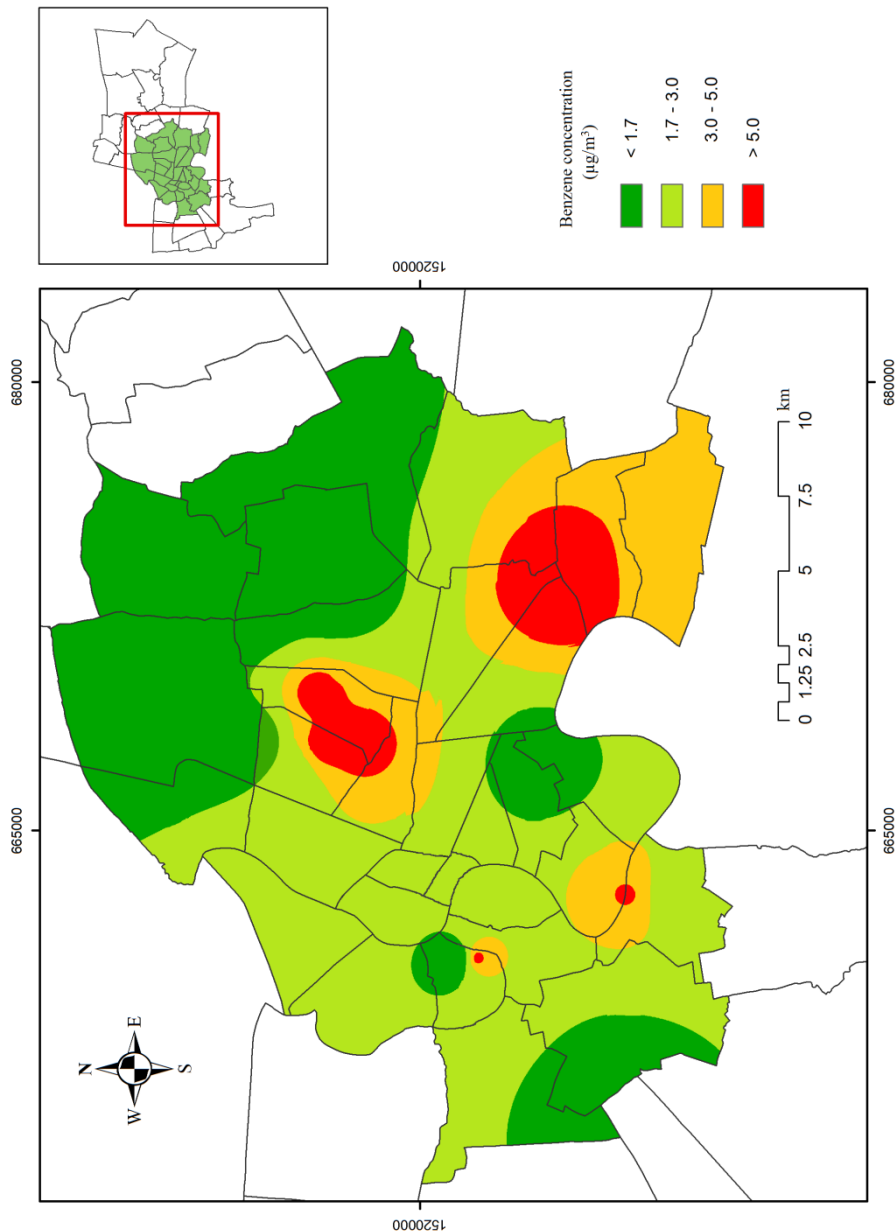 N
W E
S
665000
680000
1520000
1520000
665000
680000
0 1.25 2.5 5 7.5 10
km
Benzene concentration
(µg/m³)
< 1.7
1.7 - 3.0
3.0 - 5.0
> 5.0